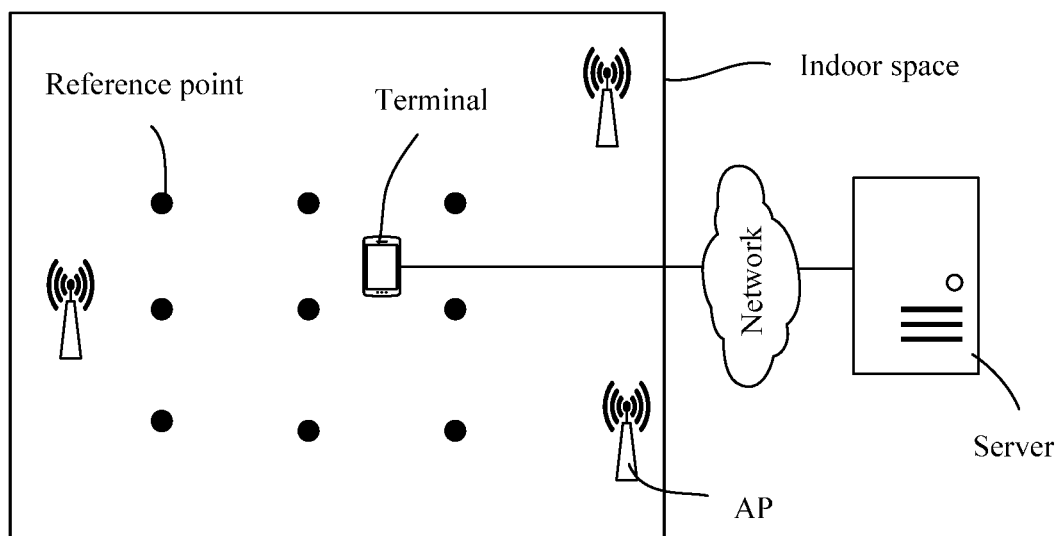 Reference point
Terminal
Indoor space
Network
Server
AP